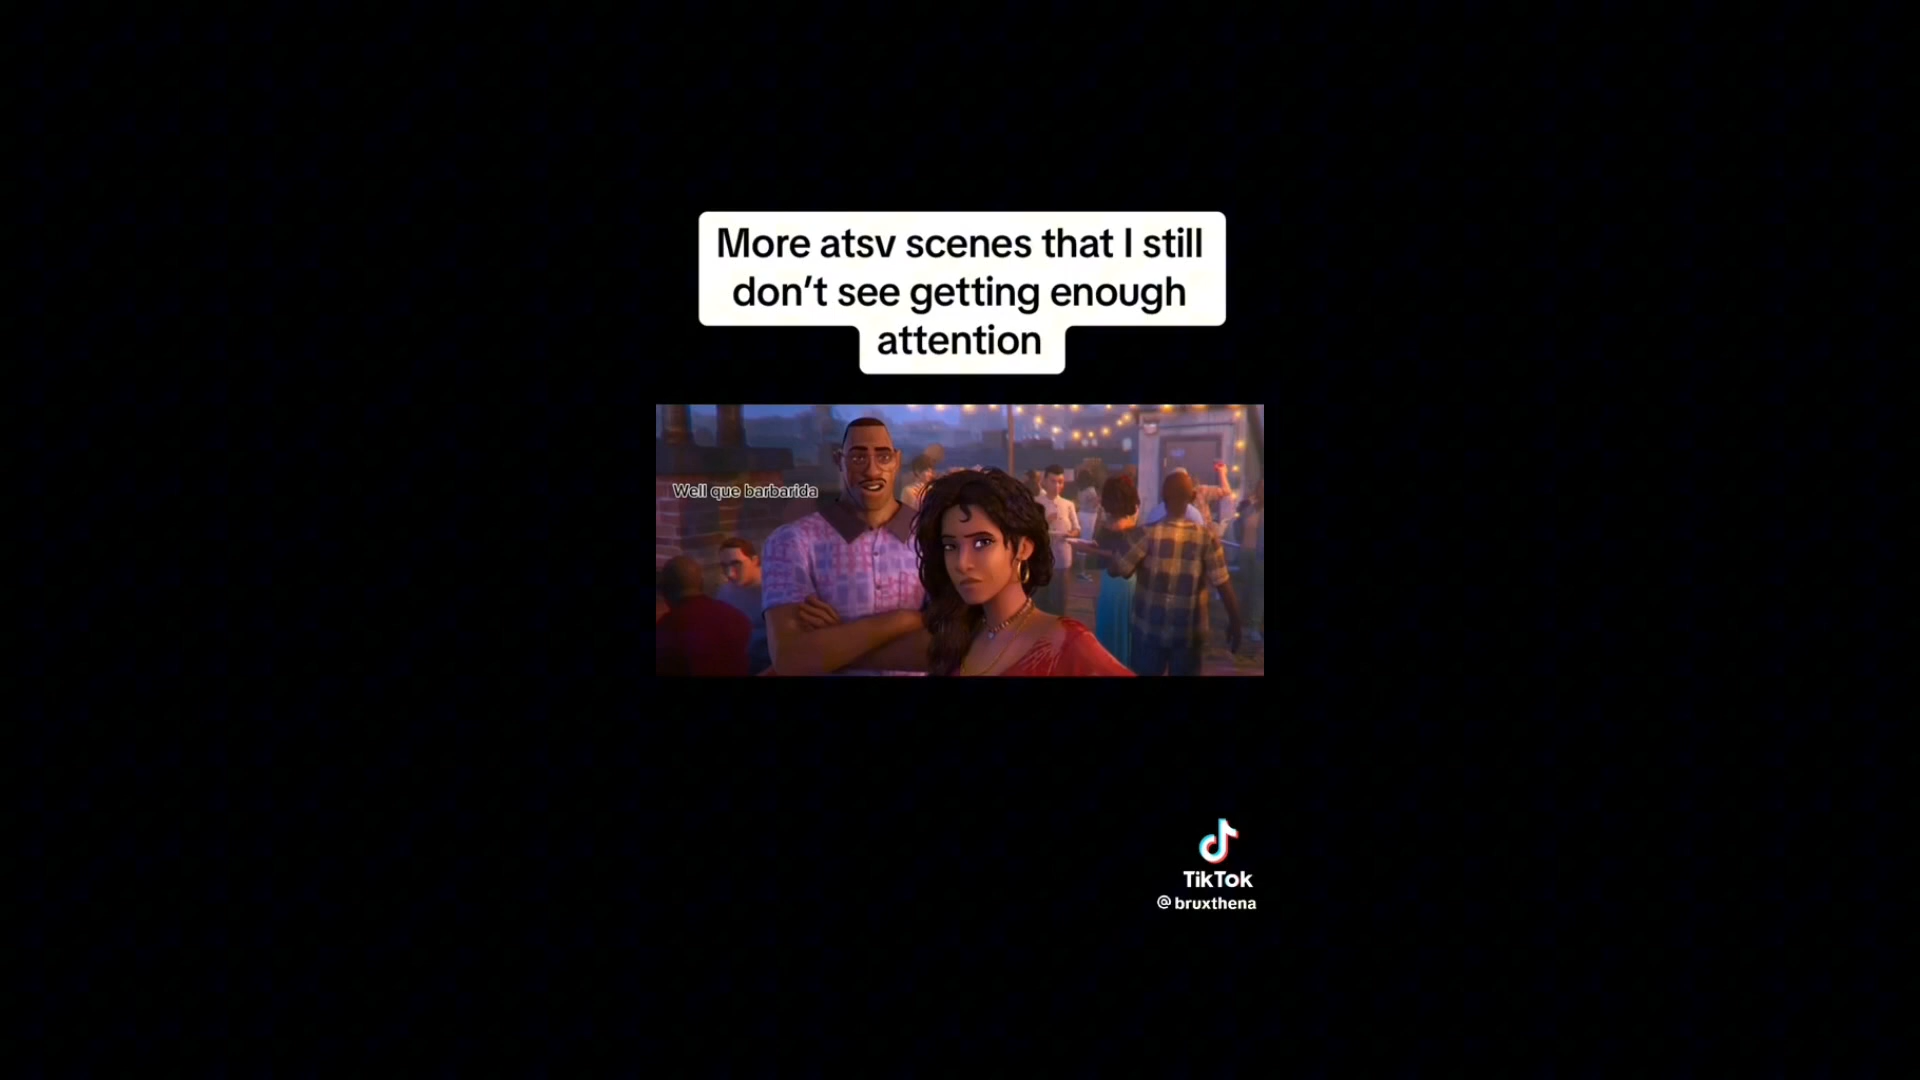 More atsv scenes that I still
don’t see getting enough
attention
Well que barbarida
TikTok
@bruxthena